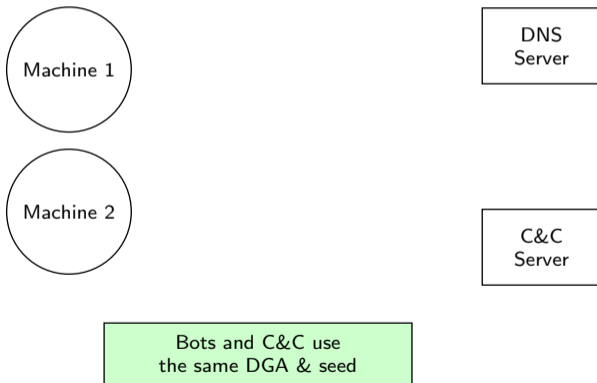 Machine 1
DNS
Server
Machine 2
C&C
Server
Bots and C&C use
the same DGA & seed